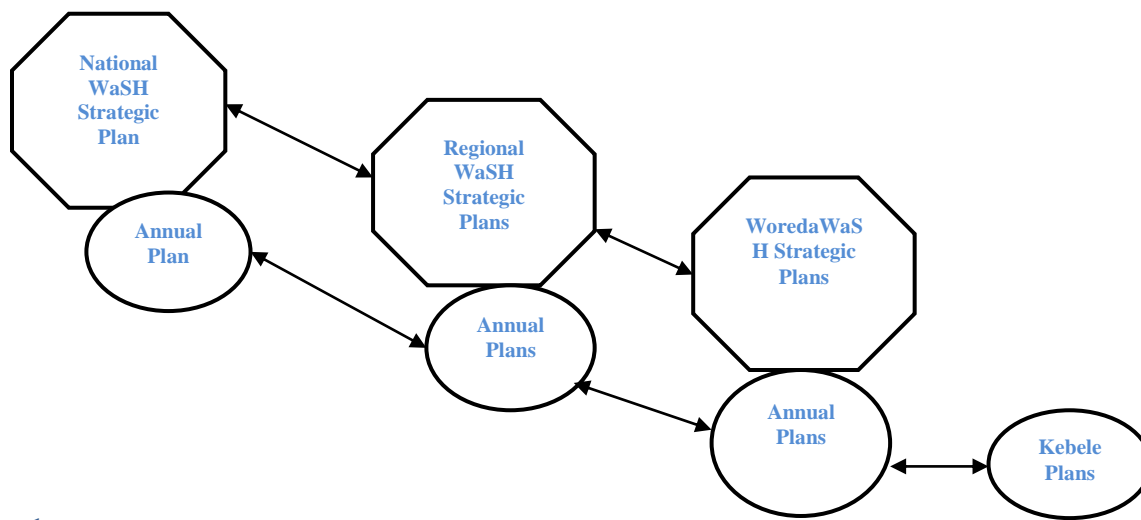 National
WaSH
Strategic
Plan
Annual
Plan
Regional
WaSH
Strategic
Plans
Annual
Plans
WoredaWaS
H Strategic
Plans
Annual
Plans
Kebele
Plans